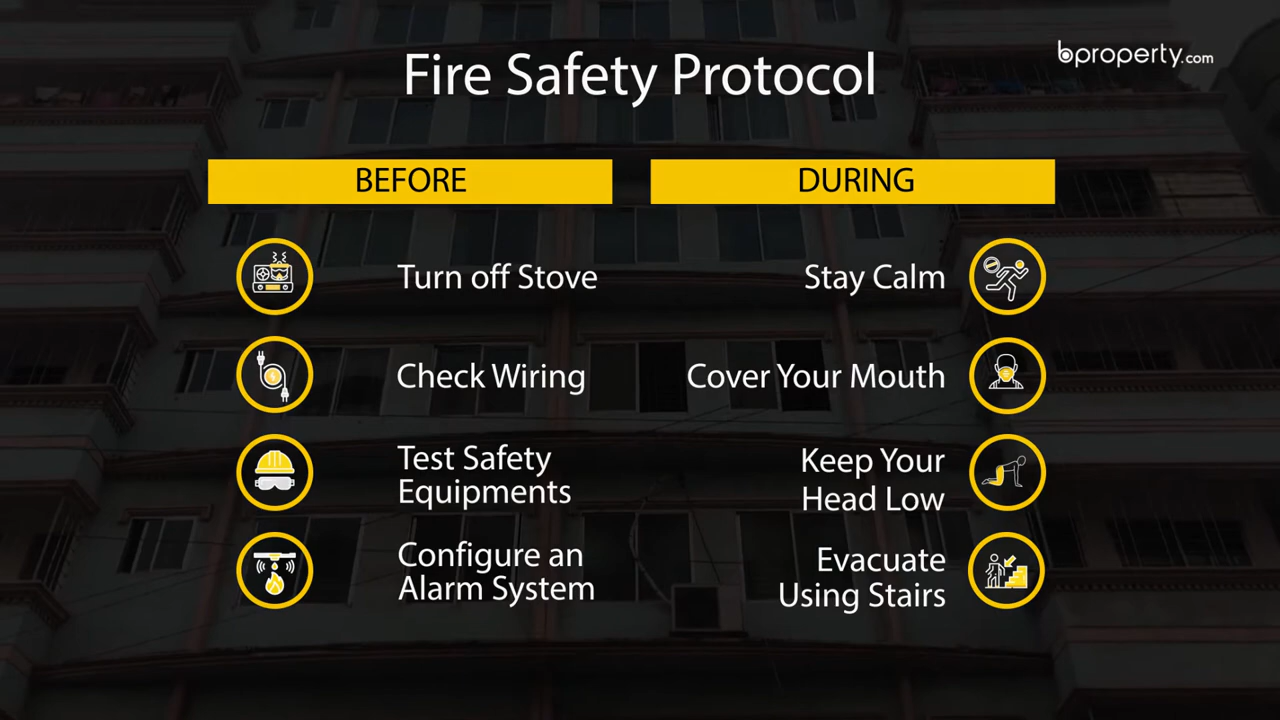 bproperty.com
Fire Safety Protocol
BEFORE
Turn off Stove
Check Wiring
Test Safety
Equipments
Configure an
Alarm System
DURING
Stay Calm
Cover Your Mouth
Keep Your
Head Low
Evacuate
Using Stairs